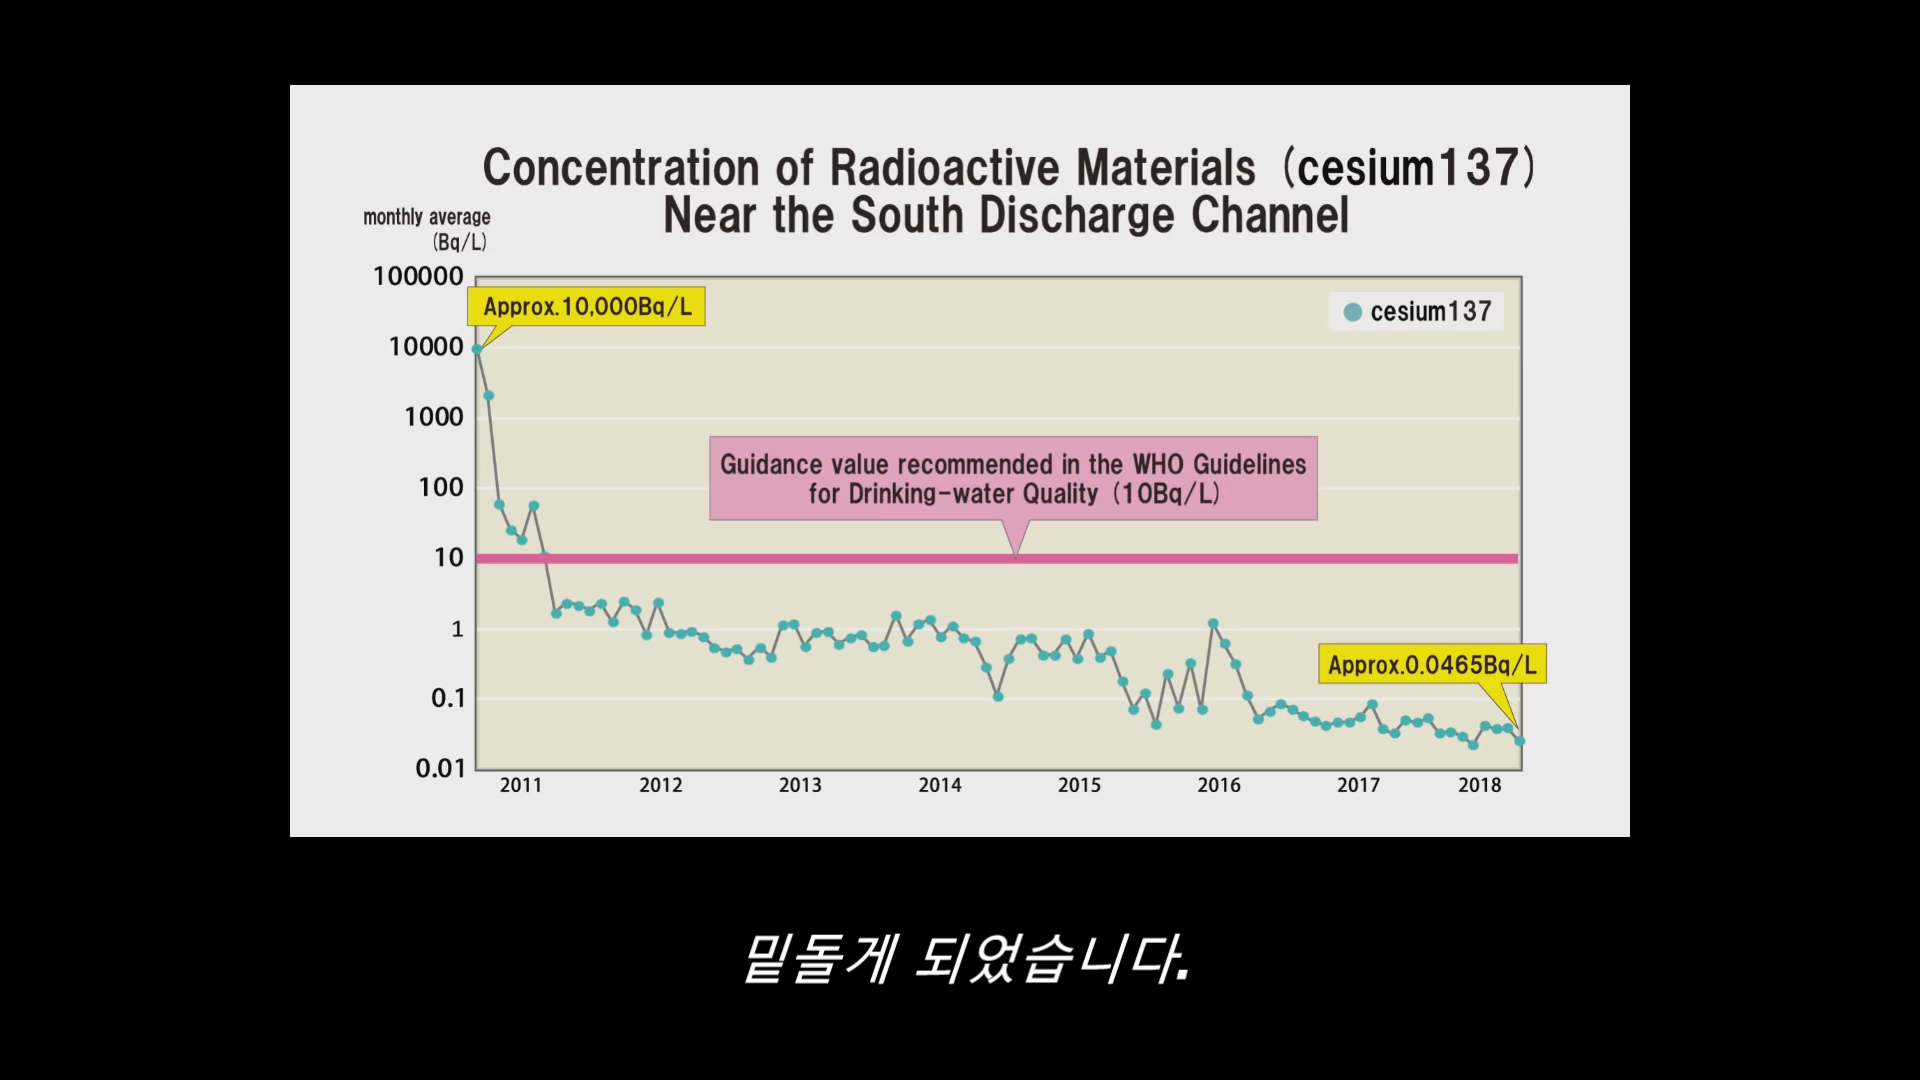 Concentration of Radioactive Materials (cesium137)
Near the South Discharge Channel
monthly average
(Bq/L)
100000
10000
1000
100
10
1
0.1
0.01
Approx.10,000Bq/L
cesium137
Guidance value recommended in the WHO Guidelines
for Drinking-water Quality (10Bq/L)
Approx.0.0465Bq/L
2011 2012 2013 2014 2015 2016 2017 2018
밑돌게 되었습니다.